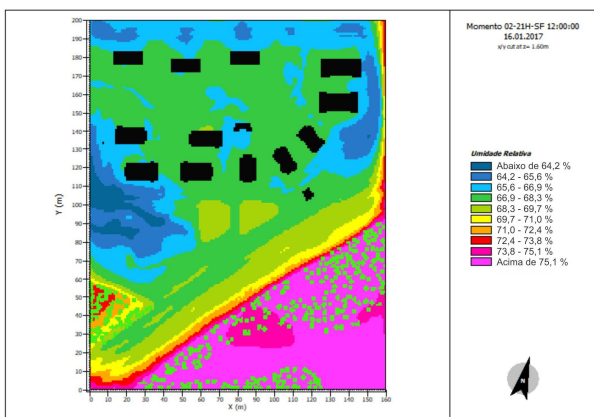 Momento 02-21H-SF 12:00:00
16.01.2017
x/y cut at z= 1.60m
Umidade Relativa
Abaixo de 64,2 %
64,2 - 65,6 %
65,6 - 66,9 %
66,9 - 68,3 %
68,3 - 69,7 %
69,7 - 71,0 %
71,0 - 72,4 %
72,4 - 73,8 %
73,8 - 75,1 %
Acima de 75,1 %
N
Y (m)
200
190
180
170
160
150
140
130
120
110
100
90
80
70
60
50
40
30
20
10
0
0 10 20 30 40 50 60 70 80 90 100 110 120 130 140 150 160
X (m)